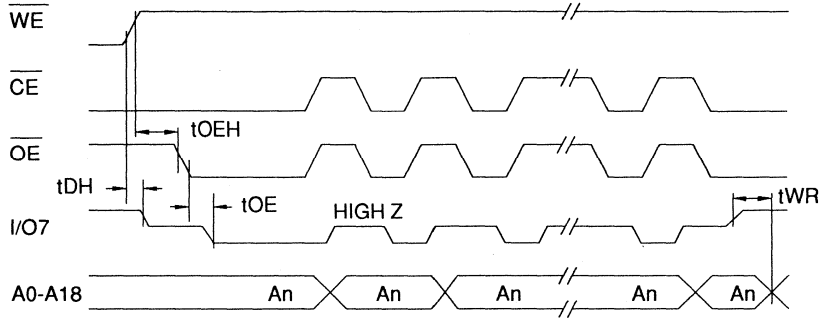 WE
CE
tOEH
OE
tDH
tOE
tWR
HIGH Z
I/O7
A0-A18 An An An An An